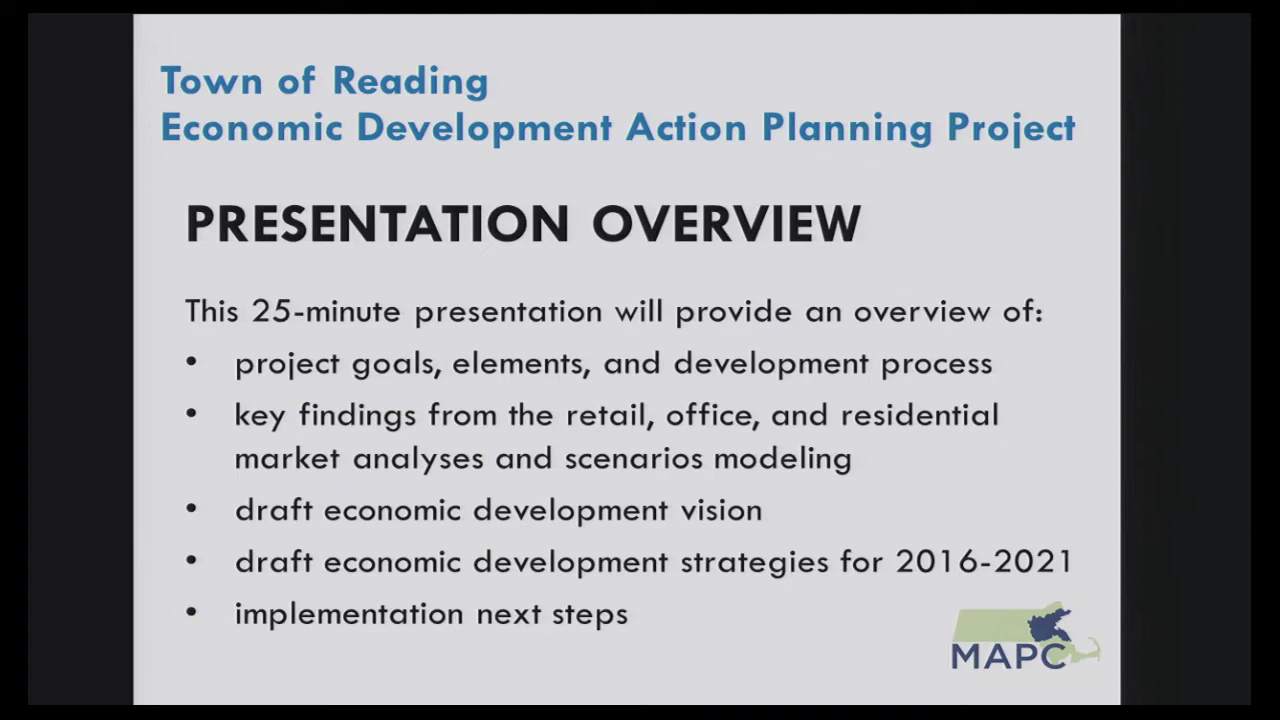 Town of Reading
Economic Development Action Planning Project
PRESENTATION OVERVIEW
This 25-minute presentation will provide an overview of:
• project goals, elements, and development process
• key findings from the retail, office, and residential
market analyses and scenarios modeling
• draft economic development vision
• draft economic development strategies for 2016-2021
• implementation next steps
MAPC